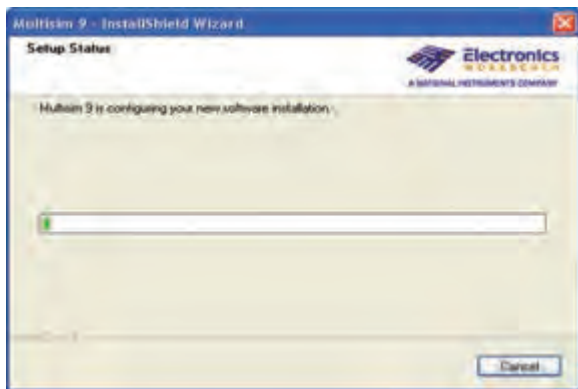 Multisim 9 - InstallShield Wizard
Setup Status
Electronics
WORKBENCH
A NATIONAL INSTRUMENTS COMPANY
Multisim 9 is configuring your new software installation.
Cancel